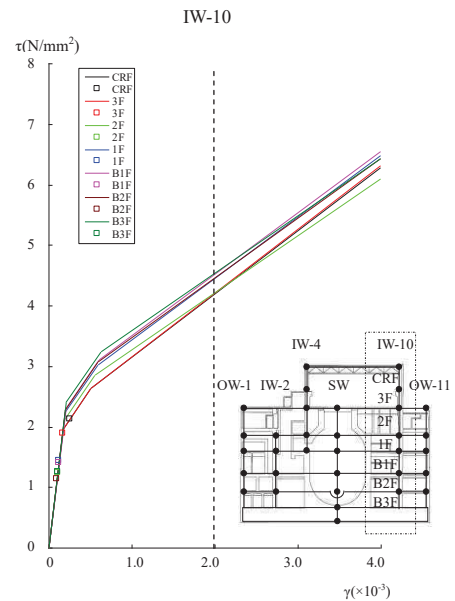 IW-10
τ(N/mm²)
8
7
6
5
4
3
2
1
0
CRF
CRF
3F
3F
2F
2F
1F
1F
B1F
B1F
B2F
B2F
B3F
B3F
IW-4
IW-10
OW-1
IW-2
SW
CRF
OW-11
3F
2F
1F
B1F
B2F
B3F
0
1.0
2.0
3.0
4.0
γ(×10⁻³)